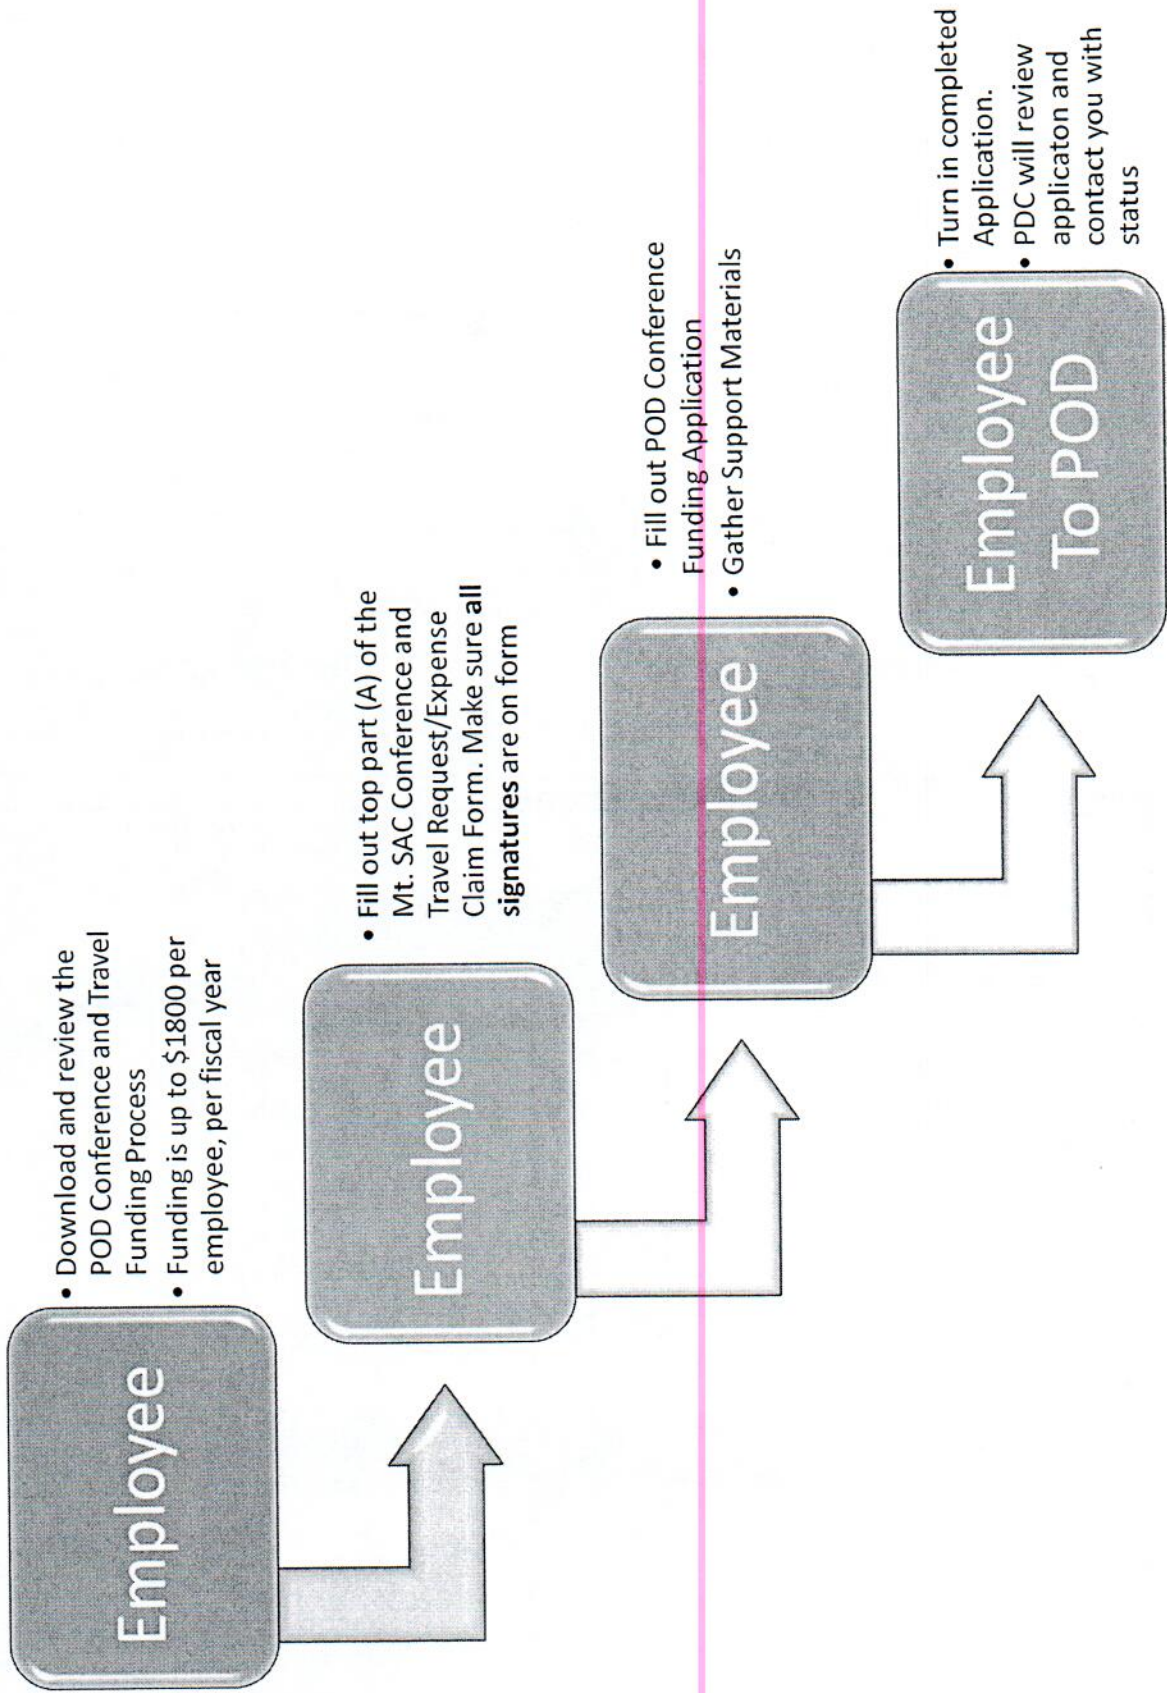 Employee
• Download and review the
POD Conference and Travel
Funding Process
• Funding is up to $1800 per
employee, per fiscal year
Employee
• Fill out top part (A) of the
Mt. SAC Conference and
Travel Request/Expense
Claim Form. Make sure all
signatures are on form
Employee
• Fill out POD Conference
Funding Application
• Gather Support Materials
Employee
To POD
• Turn in completed
Application.
• PDC will review
applicaton and
contact you with
status